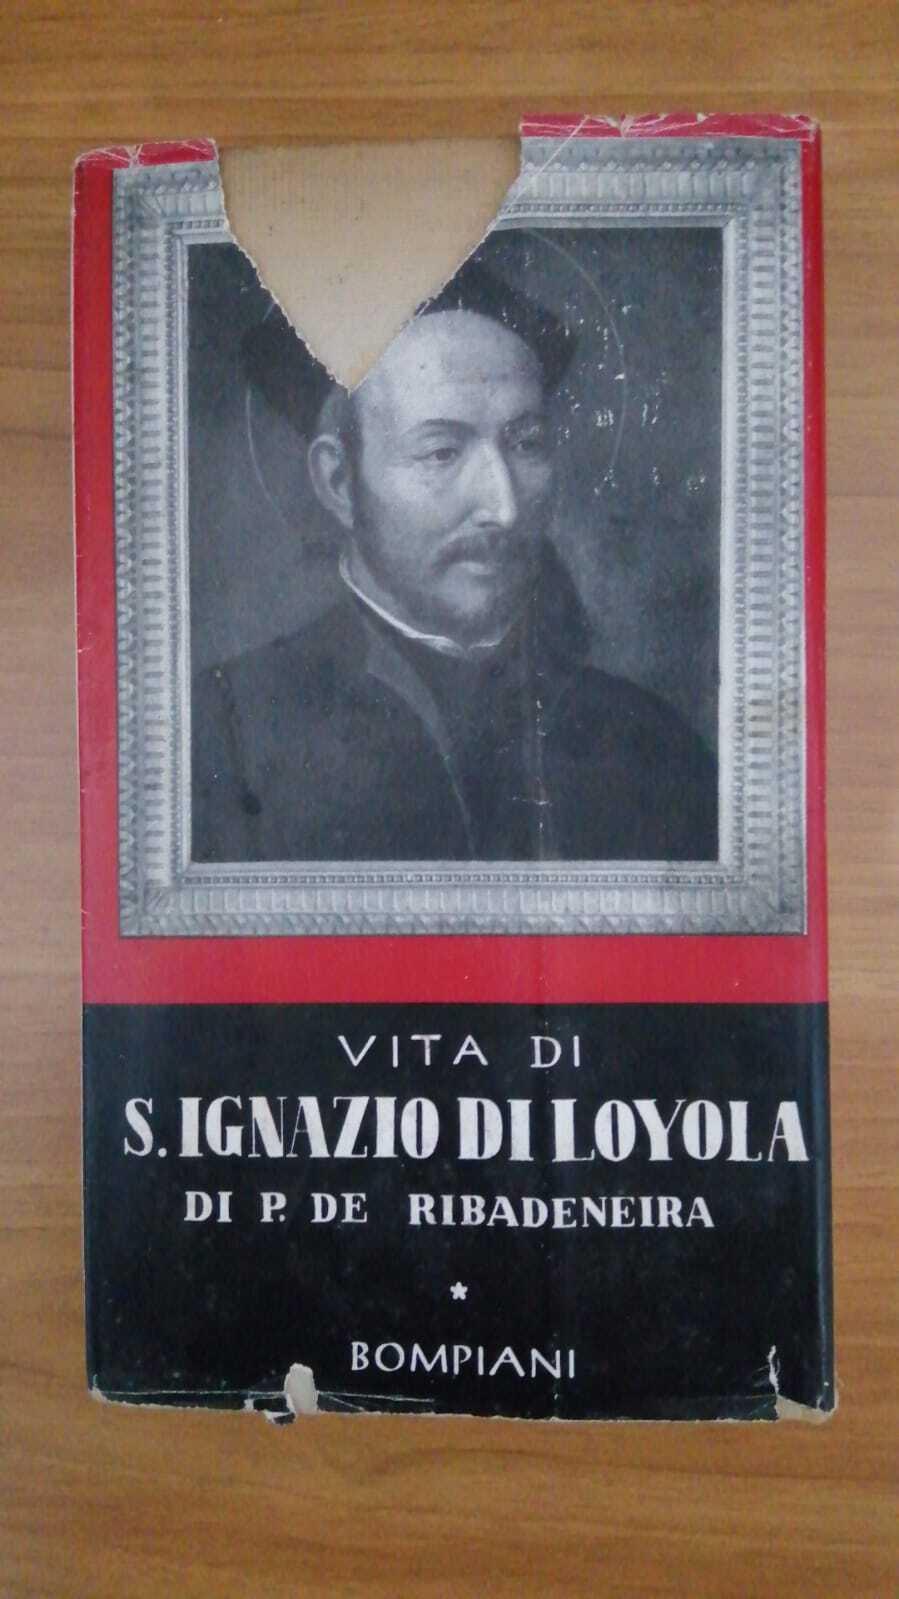 VITA DI
S. IGNAZIO DI LOYOLA
DI P. DE RIBADENEIRA
*
BOMPIANI